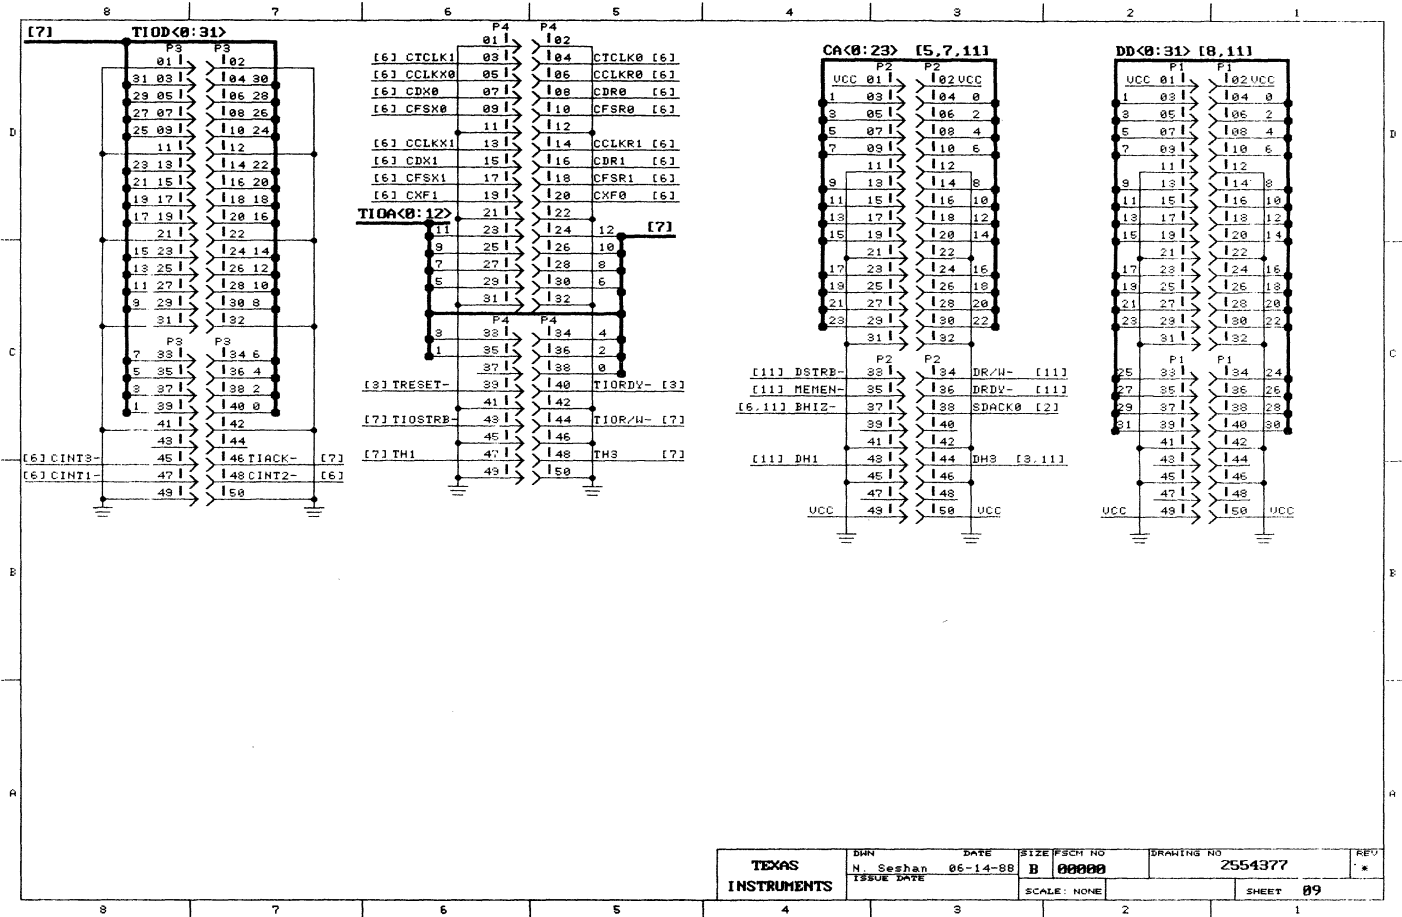 8 7 6 5 4 3 2 1
[7] TIOD<0:31>
P3 P3
01 02
31 03 04 30
29 05 06 28
27 07 08 26
25 09 10 24
11 12
23 13 14 22
21 15 16 20
19 17 18 18
17 19 20 16
21 22
15 23 24 14
13 25 26 12
11 27 28 10
9 29 30 8
31 32
P3 P3
7 33 34 6
5 35 36 4
3 37 38 2
1 39 40 0
41 42
43 44
[6] CINT3- 45 46 TIACK- [7]
[6] CINT1- 47 48 CINT2- [6]
49 50
P4 P4
01 02
[6] CTCLK1 03 04 CTCLK0 [6]
[6] CCLKX0 05 06 CCLKR0 [6]
[6] CDX0 07 08 CDR0 [6]
[6] CFSX0 09 10 CFSR0 [6]
11 12
[6] CCLKX1 13 14 CCLKR1 [6]
[6] CDX1 15 16 CDR1 [6]
[6] CFSX1 17 18 CFSR1 [6]
[6] CXF1 19 20 CXF0 [6]
TIOA<0:12> 21 22
11 23 24 12 [7]
9 25 26 10
7 27 28 8
5 29 30 6
31 32
P4 P4
3 33 34 4
1 35 36 2
37 38 0
[3] TRESET- 39 40 TIORDY- [3]
41 42
[7] TIOSTRB- 43 44 TIOR/W- [7]
45 46
[7] TH1 47 48 TH3 [7]
49 50
CA<0:23> [5,7,11]
P2 P2
VCC 01 02 VCC
1 03 04 0
3 05 06 2
5 07 08 4
7 09 10 6
11 12
9 13 14 8
11 15 16 10
13 17 18 12
15 19 20 14
21 22
17 23 24 16
19 25 26 18
21 27 28 20
23 29 30 22
31 32
P2 P2
[11] DSTRB- 33 34 DR/W- [11]
[11] MEMEN- 35 36 DRDY- [11]
[6,11] BHIZ- 37 38 SDACK0 [2]
39 40
41 42
[11] DH1 43 44 DH3 [3,11]
45 46
47 48
VCC 49 50 VCC
DD<0:31> [8,11]
P1 P1
VCC 01 02 VCC
1 03 04 0
3 05 06 2
5 07 08 4
7 09 10 6
11 12
9 13 14 8
11 15 16 10
13 17 18 12
15 19 20 14
21 22
17 23 24 16
19 25 26 18
21 27 28 20
23 29 30 22
31 32
P1 P1
25 33 34 24
27 35 36 26
29 37 38 28
31 39 40 30
41 42
43 44
45 46
47 48
VCC 49 50 VCC
D D
C C
B B
A A
TEXAS
INSTRUMENTS
DWN DATE
N. Seshan 06-14-88
ISSUE DATE
SIZE FSCM NO DRAWING NO REV
B 00000 2554377 *
SCALE: NONE SHEET 09
8 7 6 5 4 3 2 1